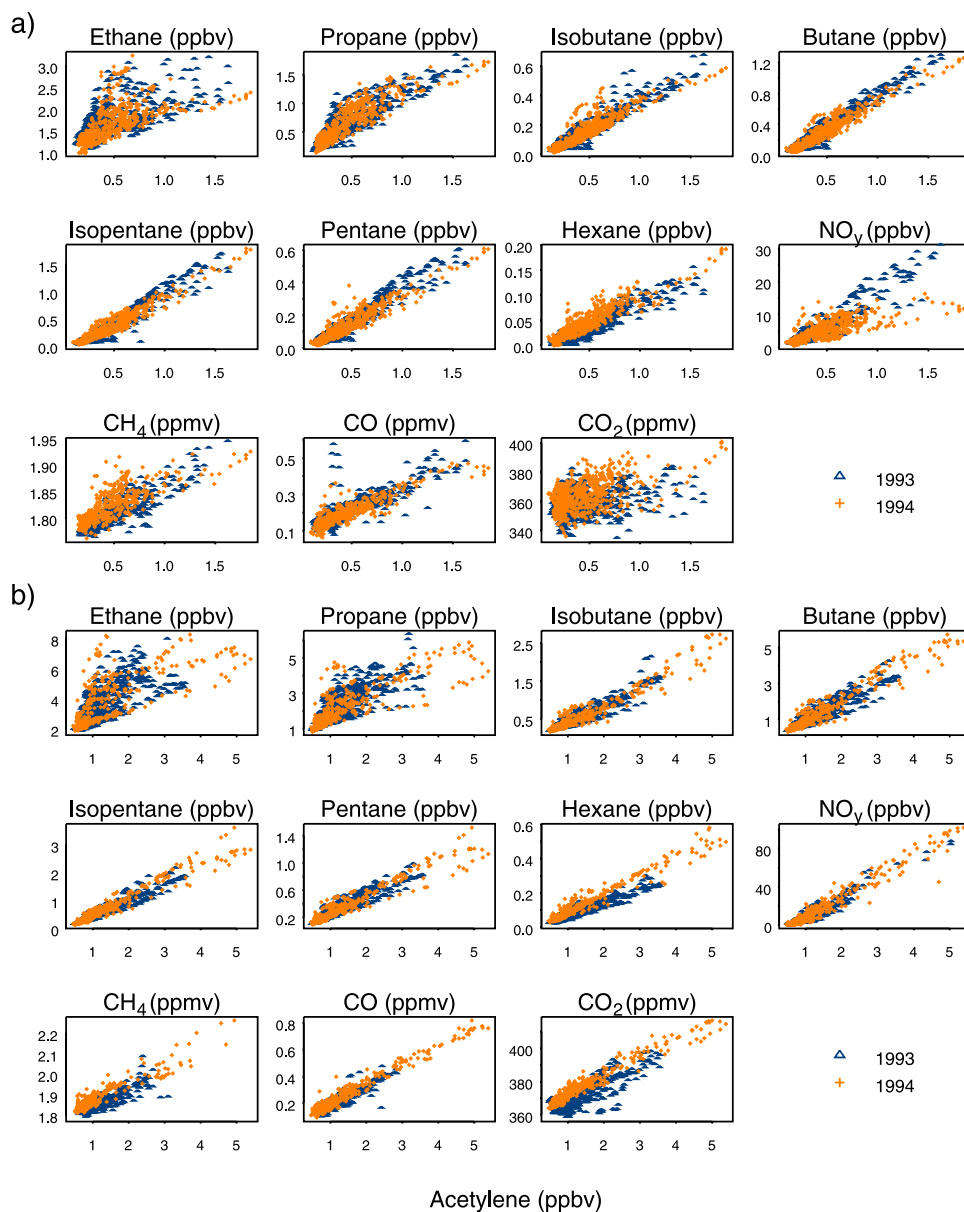 a)
Ethane (ppbv) Propane (ppbv) Isobutane (ppbv) Butane (ppbv)
3.0 2.5 2.0 1.5 1.0 1.5 1.0 0.5 0.6 0.4 0.2 0.0 1.2 0.8 0.4 0.0
0.5 1.0 1.5 0.5 1.0 1.5 0.5 1.0 1.5 0.5 1.0 1.5
Isopentane (ppbv) Pentane (ppbv) Hexane (ppbv) NOy (ppbv)
1.5 1.0 0.5 0.0 0.6 0.4 0.2 0.0 0.20 0.10 0.05 0.00 30 20 10 0
0.5 1.0 1.5 0.5 1.0 1.5 0.5 1.0 1.5 0.5 1.0 1.5
CH4 (ppmv) CO (ppmv) CO2 (ppmv)
1.95 1.90 1.85 1.80 0.5 0.3 0.1 400 380 360 340
1993
1994
0.5 1.0 1.5 0.5 1.0 1.5 0.5 1.0 1.5
b)
Ethane (ppbv) Propane (ppbv) Isobutane (ppbv) Butane (ppbv)
8 6 4 2 5 3 1 2.5 1.5 0.5 5 3 1
1 2 3 4 5 1 2 3 4 5 1 2 3 4 5 1 2 3 4 5
Isopentane (ppbv) Pentane (ppbv) Hexane (ppbv) NOy (ppbv)
3 2 1 0 1.4 1.0 0.6 0.2 0.6 0.4 0.2 0.0 80 40 0
1 2 3 4 5 1 2 3 4 5 1 2 3 4 5 1 2 3 4 5
CH4 (ppmv) CO (ppmv) CO2 (ppmv)
2.2 2.1 2.0 1.9 1.8 0.8 0.6 0.4 0.2 400 380 360
1993
1994
1 2 3 4 5 1 2 3 4 5 1 2 3 4 5
Acetylene (ppbv)